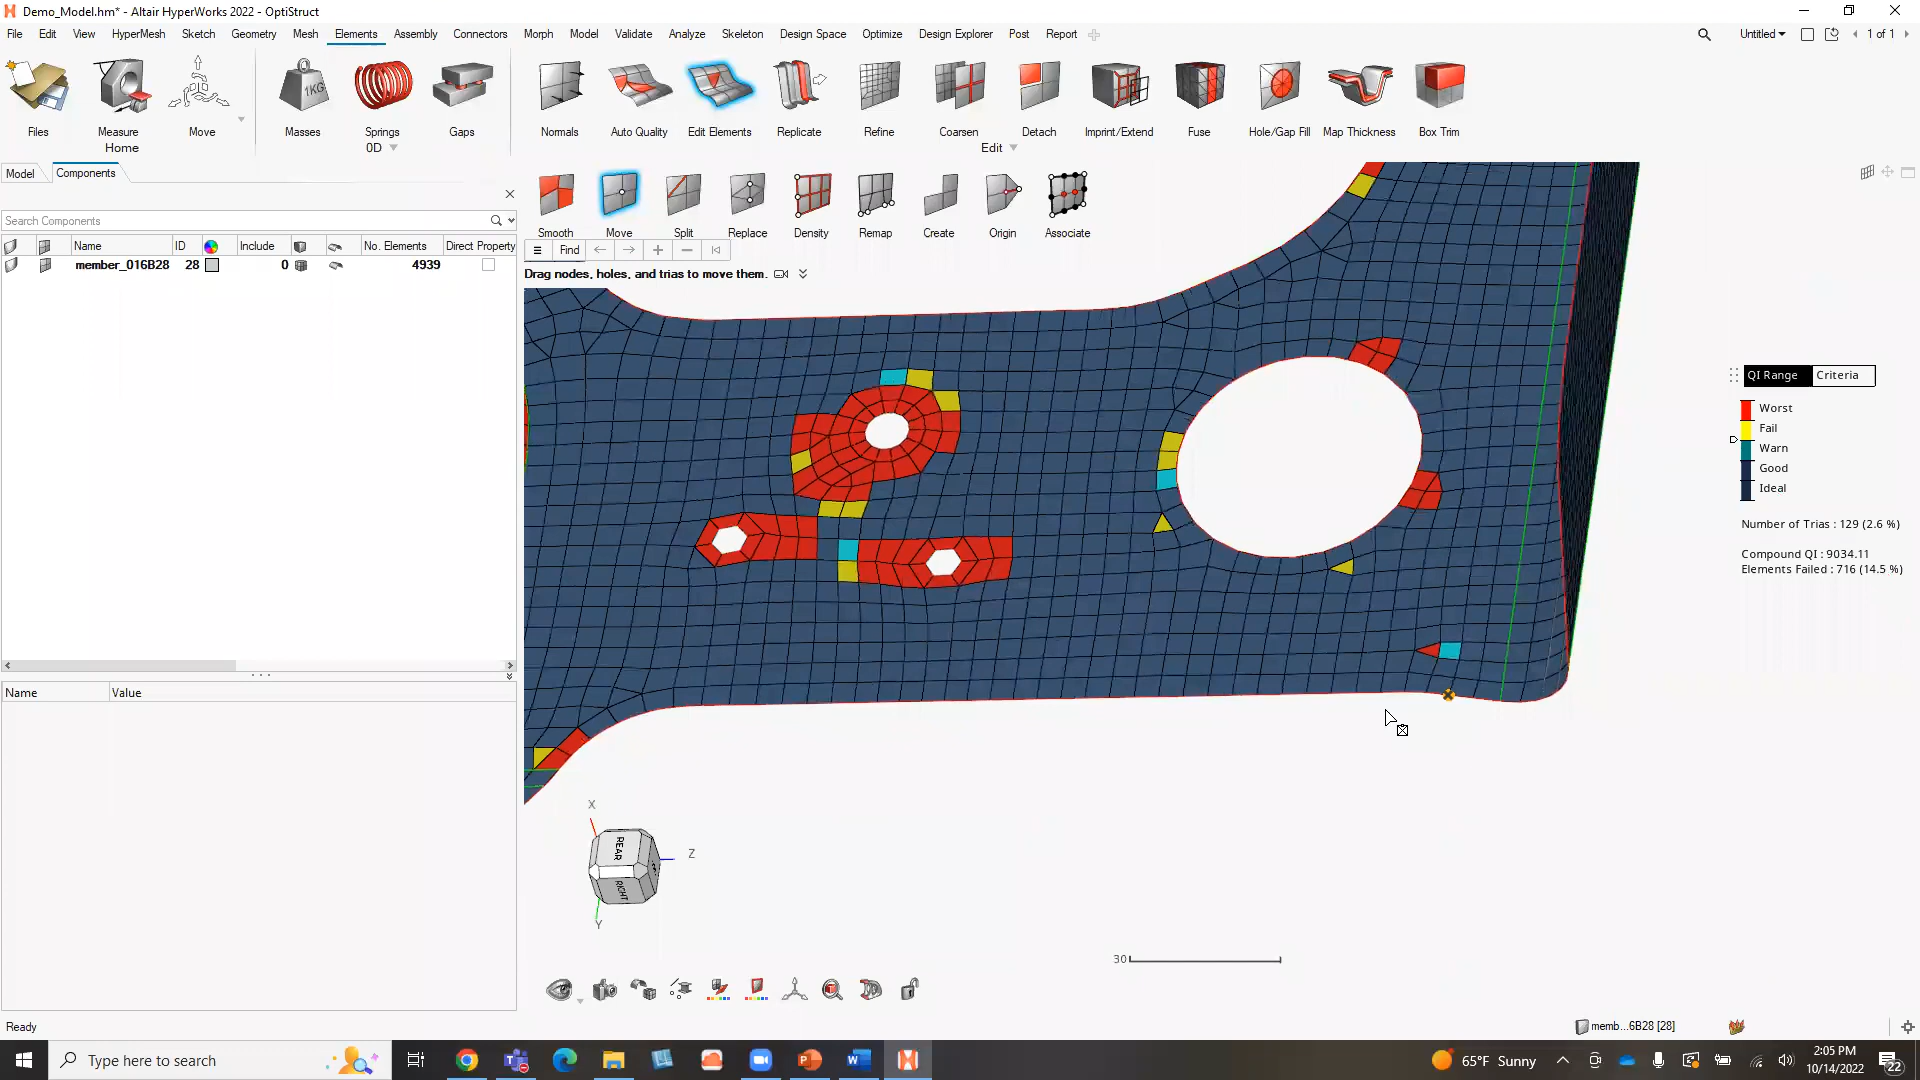 Demo_Model.hm* - Altair HyperWorks 2022 - OptiStruct
File Edit View HyperMesh Sketch Geometry Mesh Elements Assembly Connectors Morph Model Validate Analyze Skeleton Design Space Optimize Design Explorer Post Report Untitled 1 of 1
1KG
Files Measure Move Masses Springs Gaps Normals Auto Quality Edit Elements Replicate Refine Coarsen Detach Imprint/Extend Fuse Hole/Gap Fill Map Thickness Box Trim
Home 0D Edit
Model Components
Search Components
Name ID Include No. Elements Direct Property
member_016B28 28 0 4939
Smooth Move Split Replace Density Remap Create Origin Associate
Find
Drag nodes, holes, and trias to move them.
QI Range Criteria
Worst
Fail
Warn
Good
Ideal
Number of Trias : 129 (2.6 %)
Compound QI : 9034.11
Elements Failed : 716 (14.5 %)
Name Value
X
REAR
Z
RIGHT
Y
30
Ready
memb...6B28 [28]
Type here to search
65°F Sunny
2:05 PM
10/14/2022
22